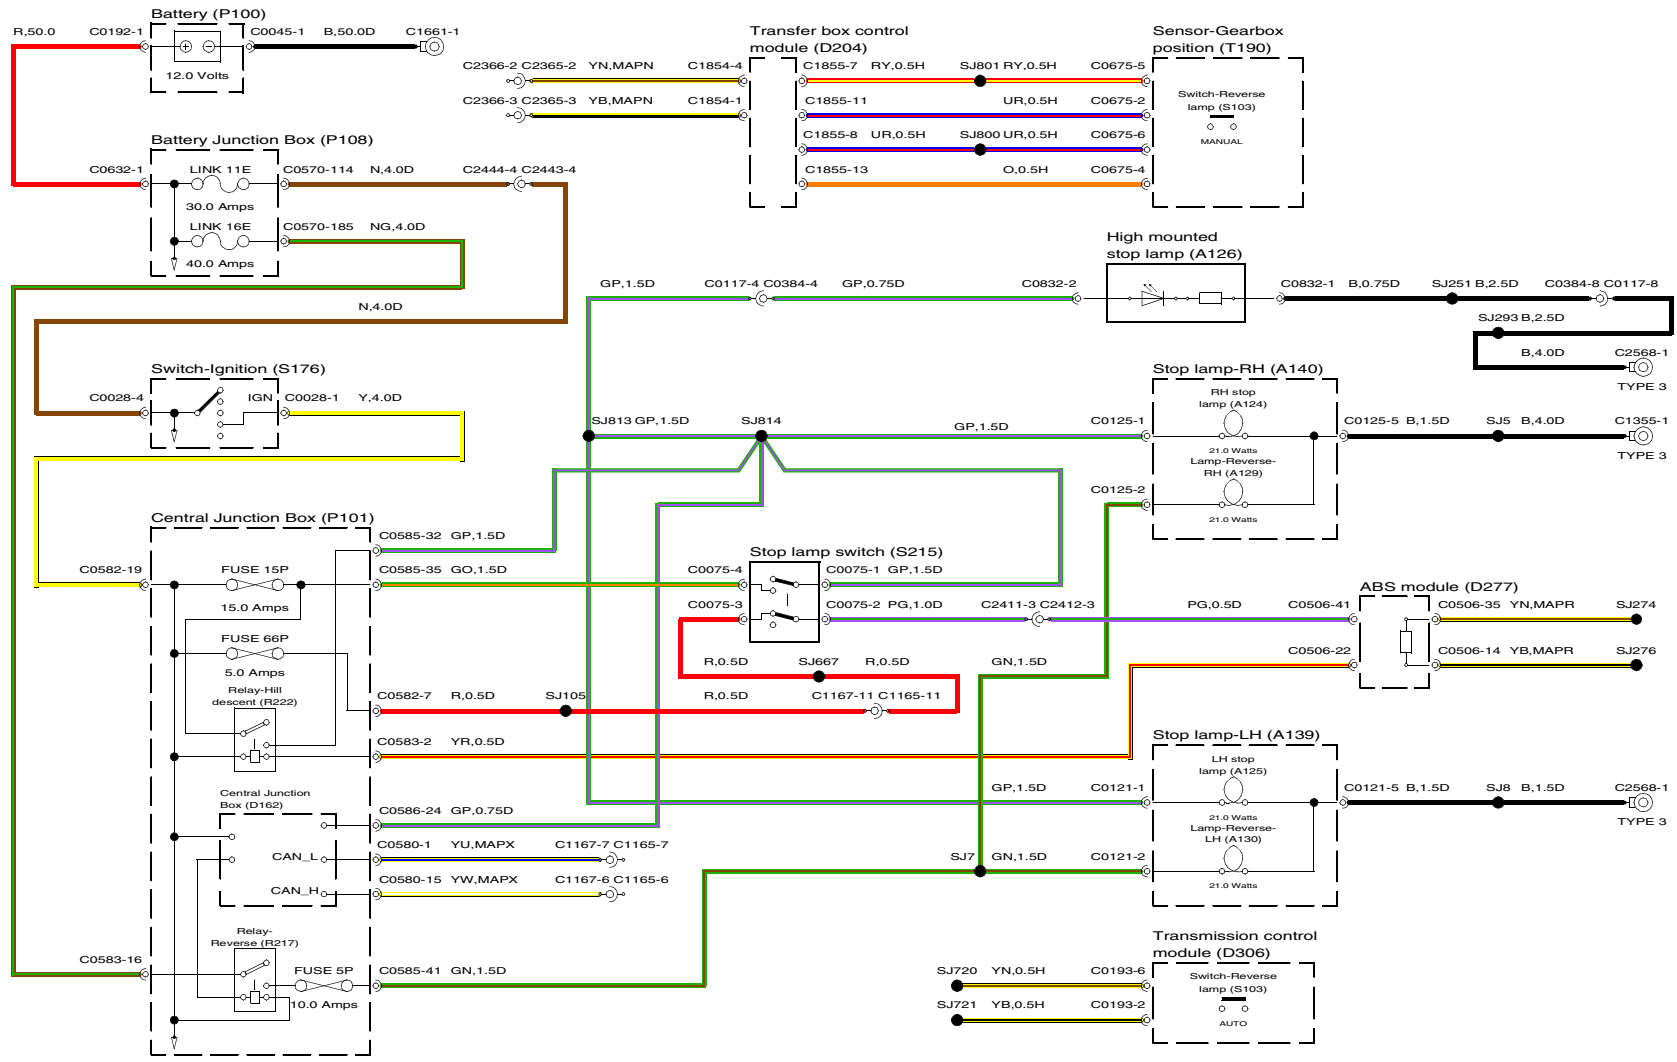 Battery (P100)
R,50.0 C0192-1 C0045-1 B,50.0D C1661-1
12.0 Volts
Transfer box control
module (D204)
Sensor-Gearbox
position (T190)
C2366-2 C2365-2 YN,MAPN C1854-4 C1855-7 RY,0.5H SJ801 RY,0.5H C0675-5
C2366-3 C2365-3 YB,MAPN C1854-1 C1855-11 UR,0.5H C0675-2
Switch-Reverse
lamp (S103)
MANUAL
C1855-8 UR,0.5H SJ800 UR,0.5H C0675-6
C1855-13 O,0.5H C0675-4
Battery Junction Box (P108)
C0632-1 LINK 11E C0570-114 N,4.0D C2444-4 C2443-4
30.0 Amps
LINK 16E C0570-185 NG,4.0D
40.0 Amps
N,4.0D
High mounted
stop lamp (A126)
GP,1.5D C0117-4 C0384-4 GP,0.75D C0832-2 C0832-1 B,0.75D SJ251 B,2.5D C0384-8 C0117-8
SJ293 B,2.5D
B,4.0D C2568-1
TYPE 3
Switch-Ignition (S176)
C0028-4 IGN C0028-1 Y,4.0D
Stop lamp-RH (A140)
RH stop
lamp (A124)
SJ813 GP,1.5D SJ814 GP,1.5D C0125-1 C0125-5 B,1.5D SJ5 B,4.0D C1355-1
TYPE 3
21.0 Watts
Lamp-Reverse-
RH (A129)
C0125-2
21.0 Watts
Central Junction Box (P101)
C0585-32 GP,1.5D
C0582-19 FUSE 15P C0585-35 GO,1.5D
15.0 Amps
Stop lamp switch (S215)
C0075-4 C0075-1 GP,1.5D
C0075-3 C0075-2 PG,1.0D C2411-3 C2412-3 PG,0.5D C0506-41
ABS module (D277)
C0506-35 YN,MAPR SJ274
C0506-22 C0506-14 YB,MAPR SJ276
FUSE 66P
5.0 Amps
R,0.5D SJ667 R,0.5D GN,1.5D
Relay-Hill
descent (R222)
C0582-7 R,0.5D SJ105 R,0.5D C1167-11 C1165-11
C0583-2 YR,0.5D
Stop lamp-LH (A139)
LH stop
lamp (A125)
GP,1.5D C0121-1 C0121-5 B,1.5D SJ8 B,1.5D C2568-1
TYPE 3
21.0 Watts
Lamp-Reverse-
LH (A130)
SJ7 GN,1.5D C0121-2
21.0 Watts
Central Junction
Box (D162)
C0586-24 GP,0.75D
CAN_L C0580-1 YU,MAPX C1167-7 C1165-7
CAN_H C0580-15 YW,MAPX C1167-6 C1165-6
Relay-
Reverse (R217)
C0583-16 FUSE 5P C0585-41 GN,1.5D
10.0 Amps
Transmission control
module (D306)
SJ720 YN,0.5H C0193-6
Switch-Reverse
lamp (S103)
SJ721 YB,0.5H C0193-2
AUTO